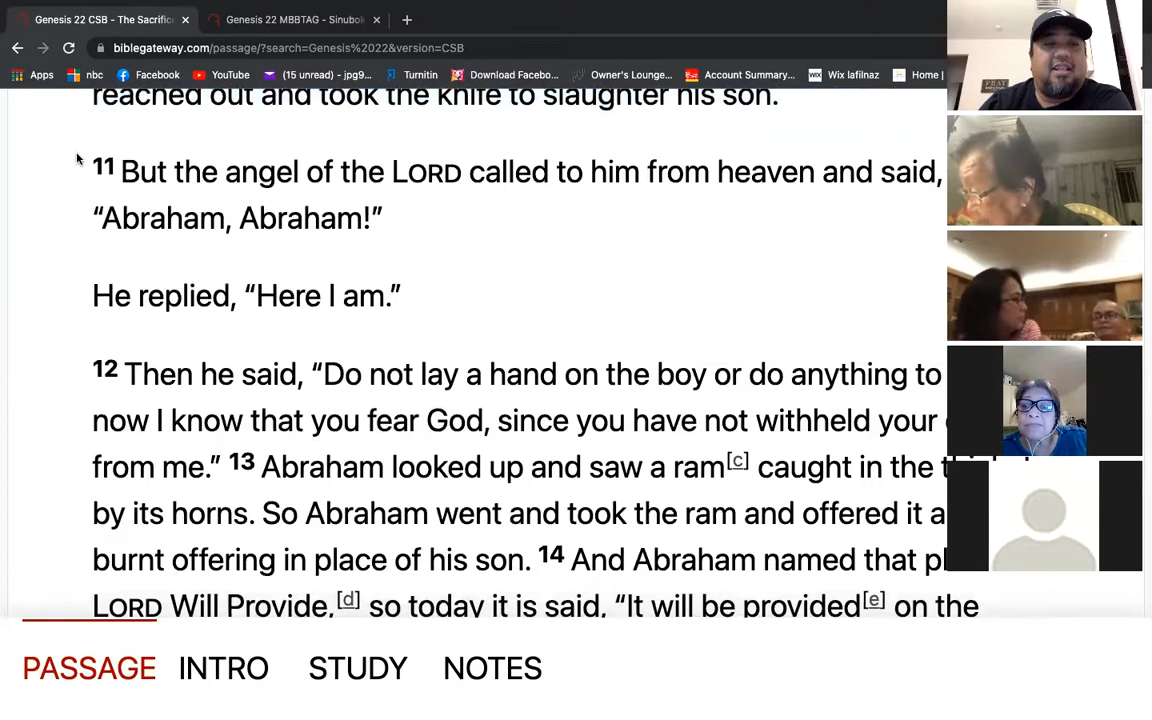 Genesis 22 CSB - The Sacrific
Genesis 22 MBBTAG - Sinubok
biblegateway.com/passage/?search=Genesis%2022&version=CSB
Apps nbc Facebook YouTube (15 unread) - jpg9... Turnitin Download Facebo... Owner's Lounge... Account Summary... WIX Wix lafilnaz Home |
reached out and took the knife to slaughter his son.
11 But the angel of the LORD called to him from heaven and said,
“Abraham, Abraham!”
He replied, “Here I am.”
12 Then he said, “Do not lay a hand on the boy or do anything to
now I know that you fear God, since you have not withheld your
from me.” 13 Abraham looked up and saw a ram[c] caught in the
by its horns. So Abraham went and took the ram and offered it a
burnt offering in place of his son. 14 And Abraham named that pl
LORD Will Provide,[d] so today it is said, “It will be provided[e] on the
PASSAGE INTRO STUDY NOTES
PRAY